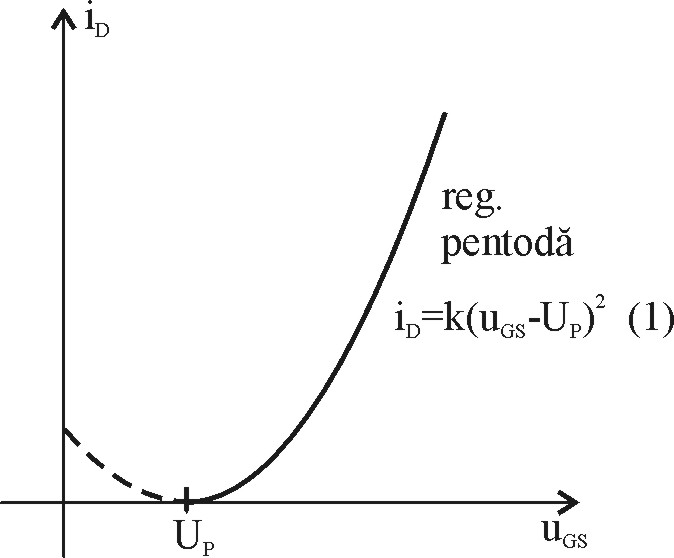 i_D
reg.
pentodă
i_D=k(u_GS-U_P)² (1)
U_P
u_GS